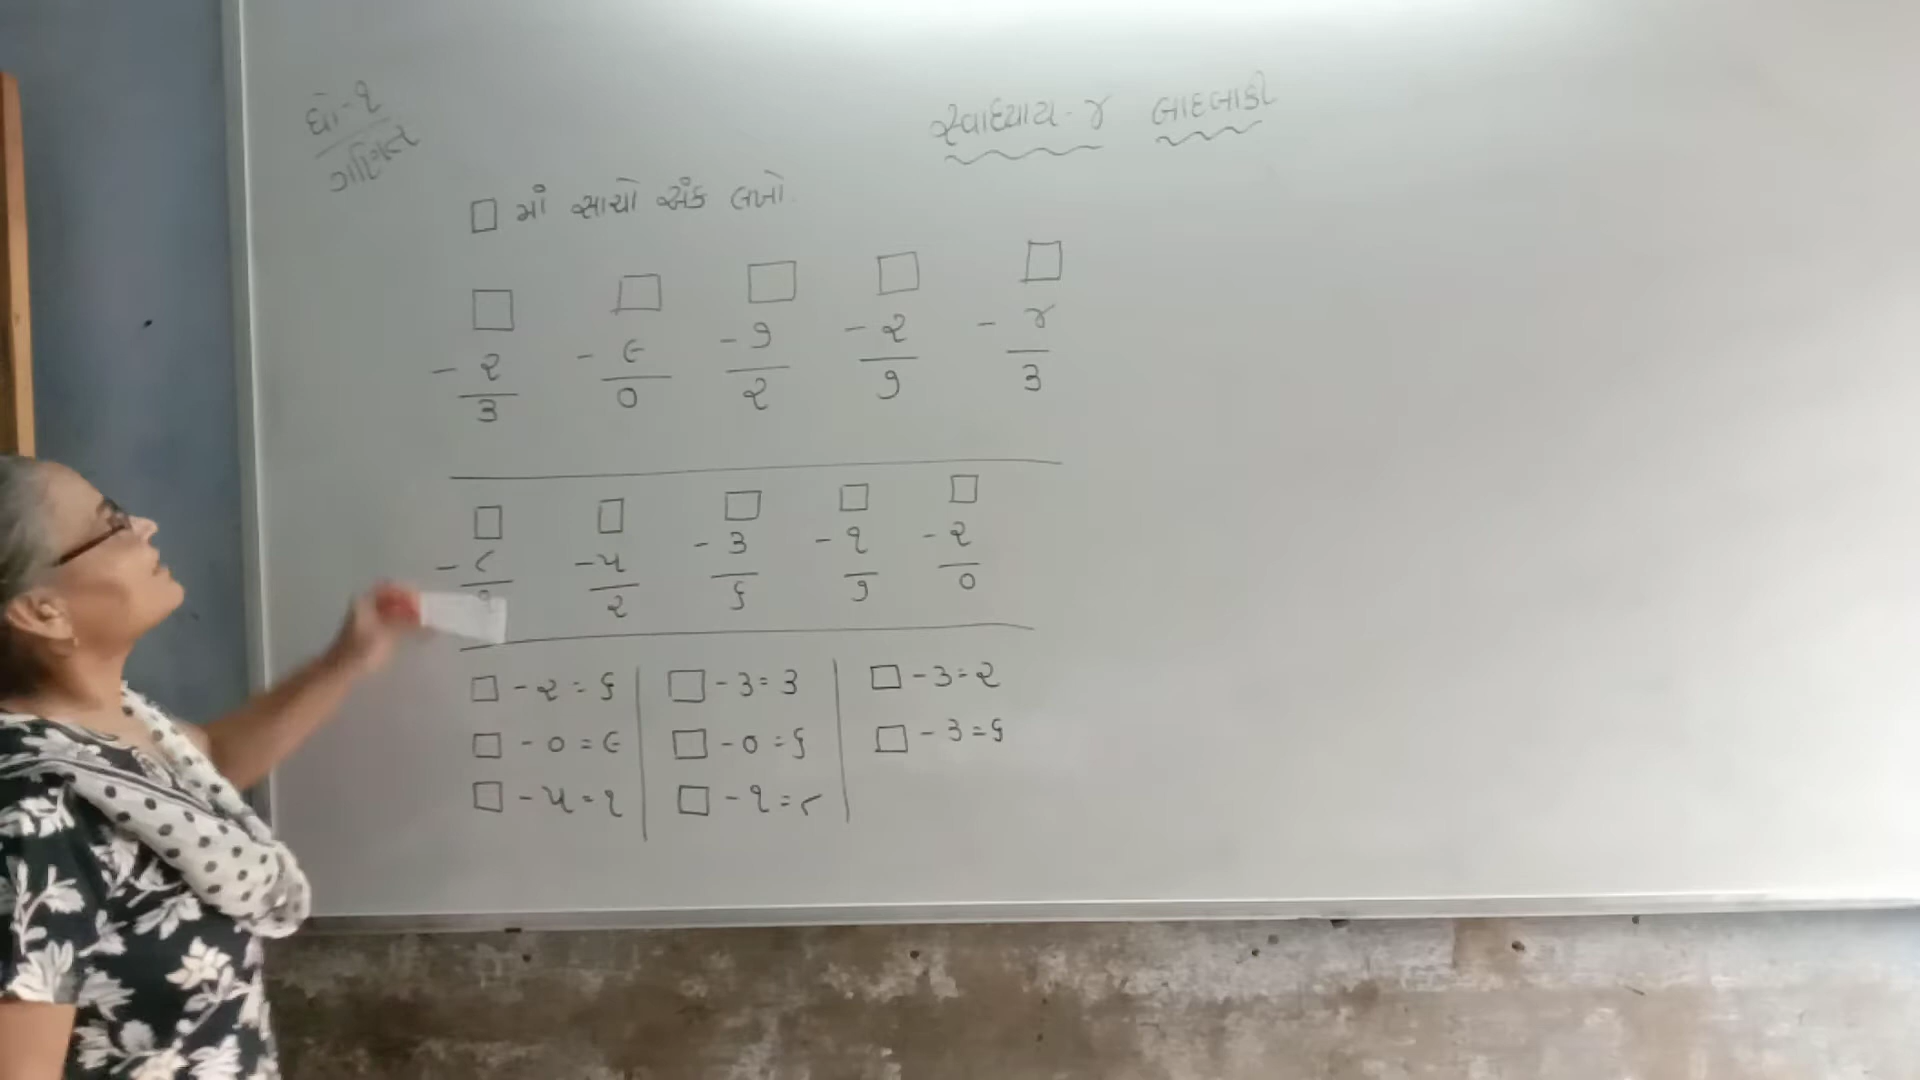 ધો-૧
ગણિત
સ્વાધ્યાય-૪ બાદબાકી
□ માં સાચો અંક લખો.
□ □ □ □ □
- ૨ - ૯ - ૭ - ૨ - ૪
૩ ૦ ૨ ૭ ૩
□ □ □ □ □
- ૮ - ૫ - ૩ - ૧ - ૨
૨ ૬ ૭ ૦
□ - ૨ = ૬ □ - ૩ = ૩ □ - ૩ = ૨
□ - ૦ = ૯ □ - ૦ = ૬ □ - ૩ = ૬
□ - ૫ = ૧ □ - ૧ = ૮